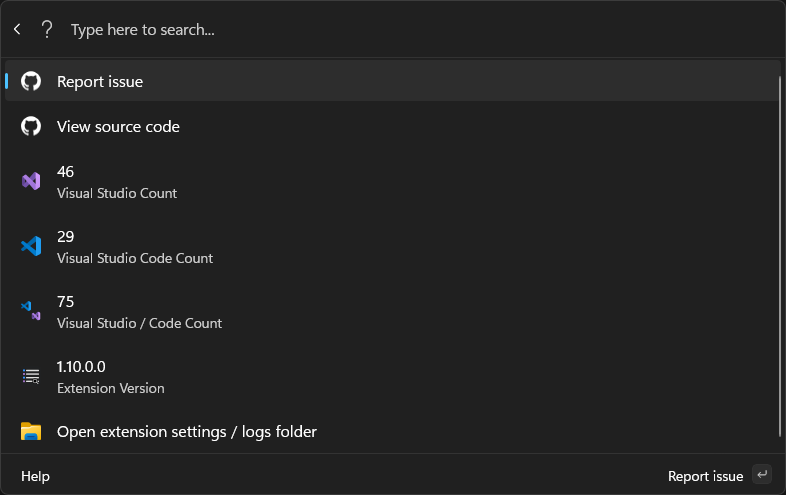 Type here to search...
Report issue
View source code
46
Visual Studio Count
29
Visual Studio Code Count
75
Visual Studio / Code Count
1.10.0.0
Extension Version
Open extension settings / logs folder
Help
Report issue